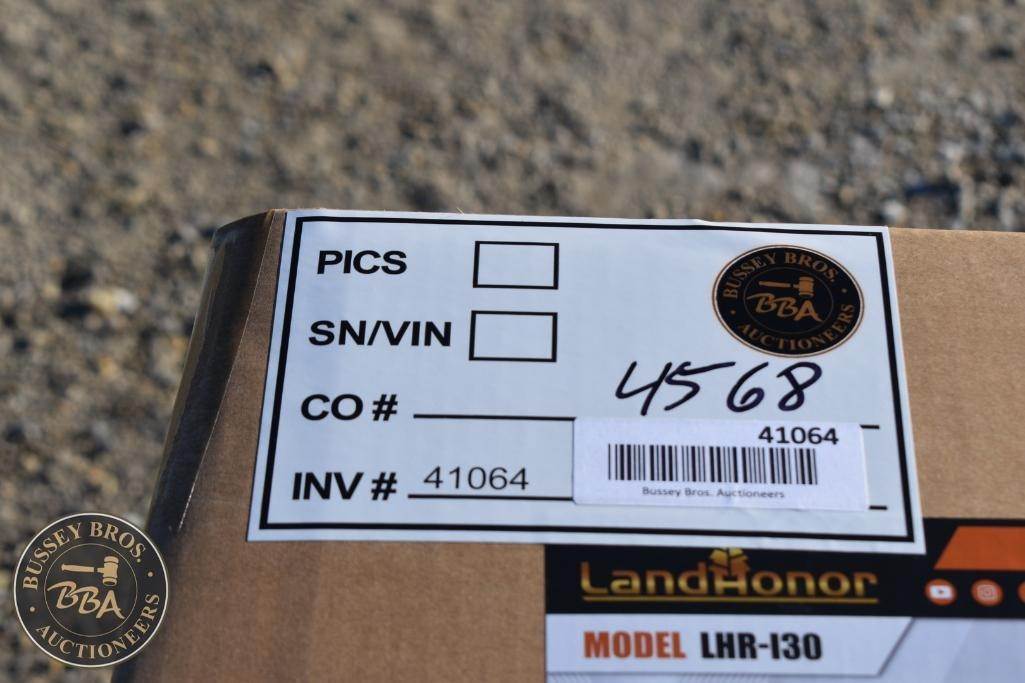 PICS
SN/VIN
BUSSEY BROS.
BBA
AUCTIONEERS
4568
CO #
41064
INV # 41064
Bussey Bros. Auctioneers
LandHonor
MODEL LHR-I30
BUSSEY BROS.
BBA
AUCTIONEERS